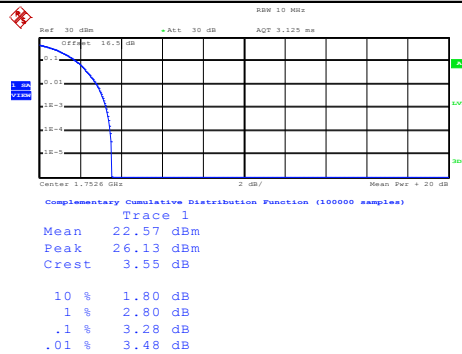 RBW 10 MHz
Ref 30 dBm Att 30 dB AQT 3.125 ms
Offset 16.5 dB
0.1
A
1 SA
VIEW
0.01
1E-3
LVL
1E-4
1E-5
3DB
Center 1.7526 GHz 2 dB/ Mean Pwr + 20 dB
Complementary Cumulative Distribution Function (100000 samples)
Trace 1
Mean 22.57 dBm
Peak 26.13 dBm
Crest 3.55 dB
10 % 1.80 dB
1 % 2.80 dB
.1 % 3.28 dB
.01 % 3.48 dB